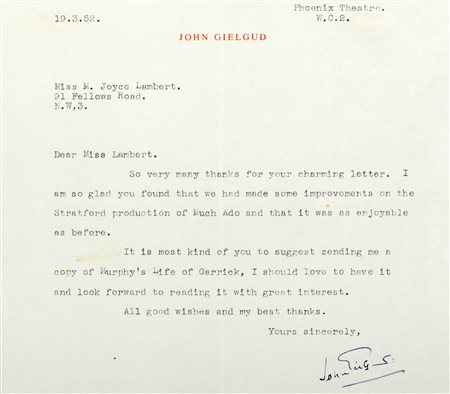 Phoenix Theatre.
19.3.52. W.C.2.
JOHN GIELGUD
Miss M. Joyce Lambert.
91 Fellows Road.
N.W,3.
Dear Miss Lambert.
So very many thanks for your charming letter. I
am so glad you found that we had made some improvements on the
Stratford production of Much Ado and that it was as enjoyable
as before.
It is most kind of you to suggest sending me a
copy of Murphy's Life of Garrick, I should love to have it
and look forward to reading it with great interest.
All good wishes and my best thanks.
Yours sincerely,
John Gielgud.